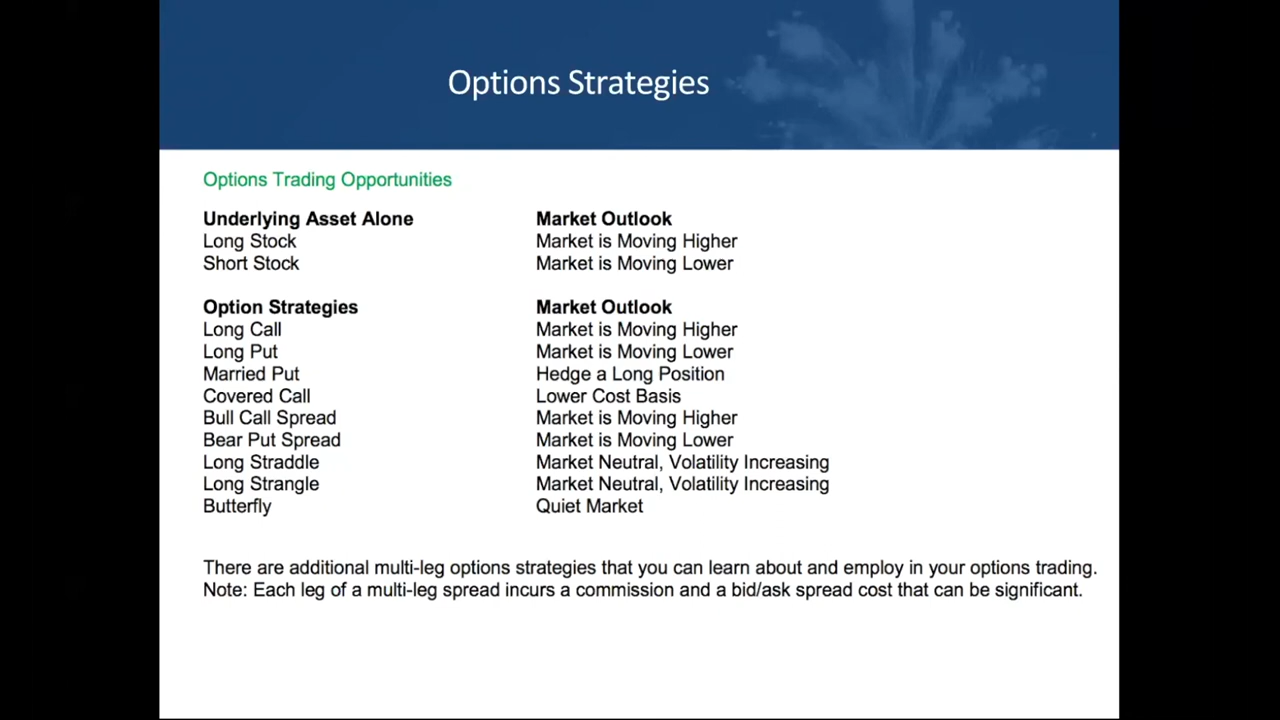 Options Strategies
Options Trading Opportunities
Underlying Asset Alone Market Outlook
Long Stock Market is Moving Higher
Short Stock Market is Moving Lower
Option Strategies Market Outlook
Long Call Market is Moving Higher
Long Put Market is Moving Lower
Married Put Hedge a Long Position
Covered Call Lower Cost Basis
Bull Call Spread Market is Moving Higher
Bear Put Spread Market is Moving Lower
Long Straddle Market Neutral, Volatility Increasing
Long Strangle Market Neutral, Volatility Increasing
Butterfly Quiet Market
There are additional multi-leg options strategies that you can learn about and employ in your options trading.
Note: Each leg of a multi-leg spread incurs a commission and a bid/ask spread cost that can be significant.